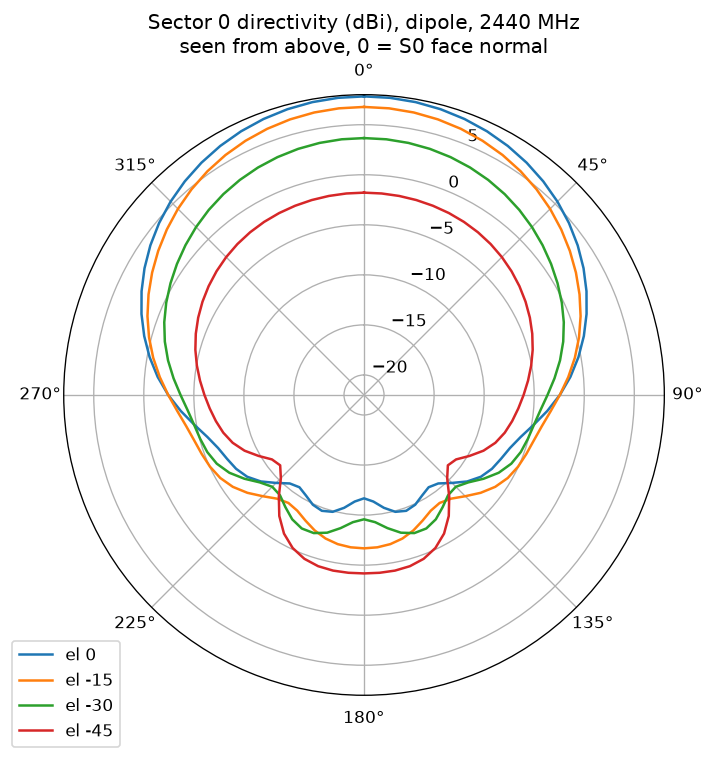 Sector 0 directivity (dBi), dipole, 2440 MHz
seen from above, 0 = S0 face normal
0°
315°
5
45°
0
−5
−10
−15
−20
270°
90°
225°
135°
180°
el 0
el -15
el -30
el -45